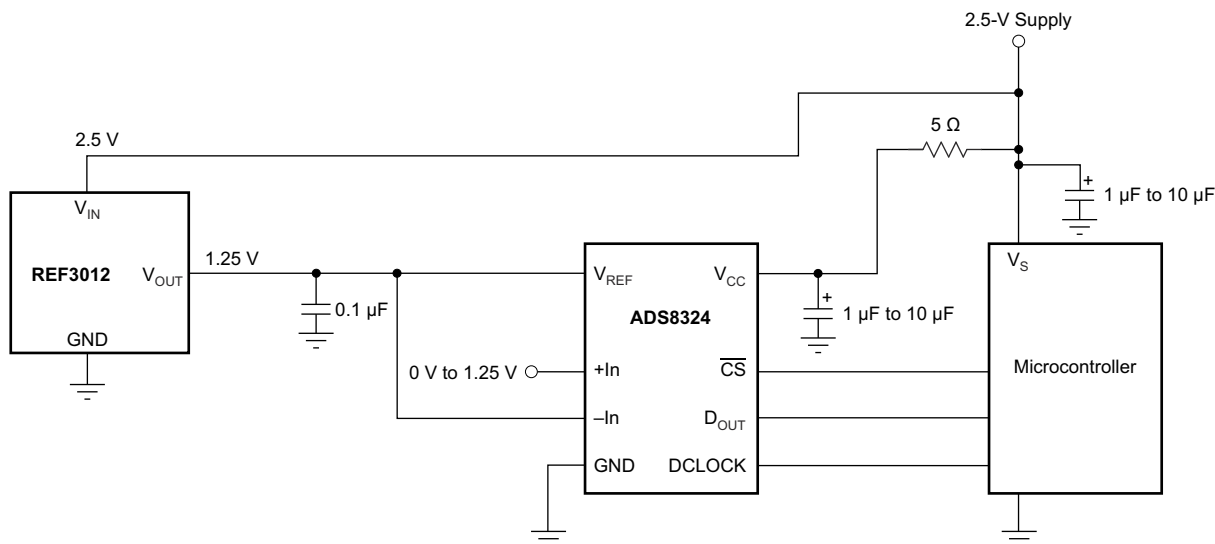 2.5-V Supply
2.5 V
5 Ω
+
1 µF to 10 µF
V_IN
REF3012
V_OUT
GND
1.25 V
0.1 µF
0 V to 1.25 V
V_REF
V_CC
ADS8324
+In
CS
–In
D_OUT
GND
DCLOCK
+
1 µF to 10 µF
V_S
Microcontroller